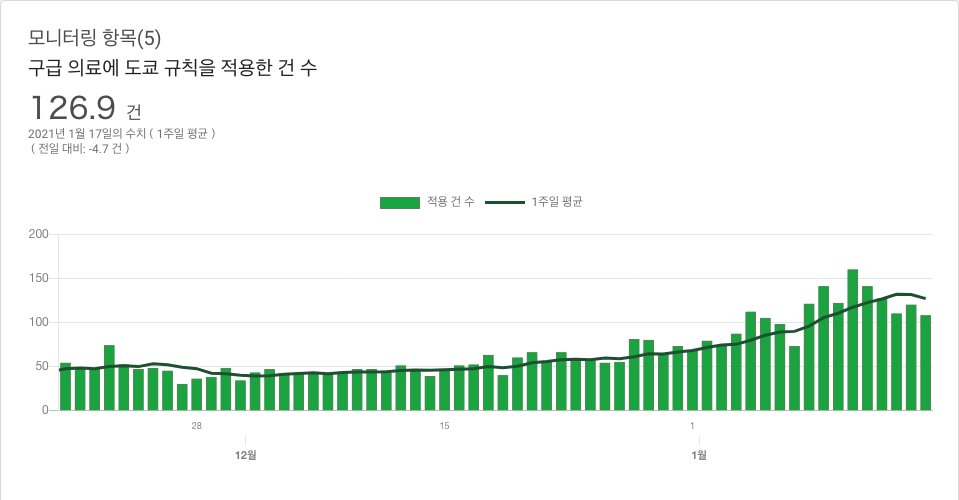 모니터링 항목(5)
구급 의료에 도쿄 규칙을 적용한 건 수
126.9 건
2021년 1월 17일의 수치 ( 1주일 평균 )
( 전일 대비: -4.7 건 )
적용 건 수 1주일 평균
200
150
100
50
0
28 15 1
12월 1월